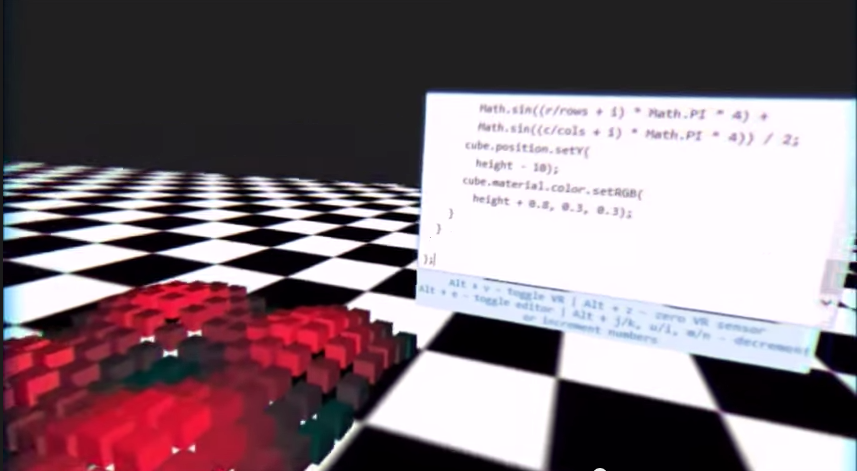 Math.sin((r/rows + i) * Math.PI * 4) +
Math.sin((c/cols + i) * Math.PI * 4)) / 2;
cube.position.setY(
height - 10);
cube.material.color.setRGB(
height + 0.8, 0.3, 0.3);
}
}
);
Alt + v - toggle VR | Alt + z - zero VR sensor
Alt + e - toggle editor | Alt + j/k, u/i, m/n - decrement
or increment numbers